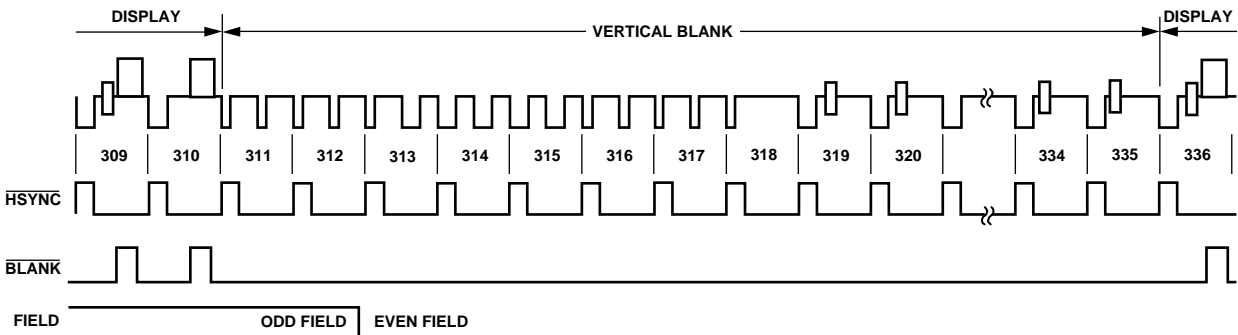 DISPLAY
VERTICAL BLANK
DISPLAY
309 310 311 312 313 314 315 316 317 318 319 320 334 335 336
HSYNC
BLANK
FIELD ODD FIELD EVEN FIELD